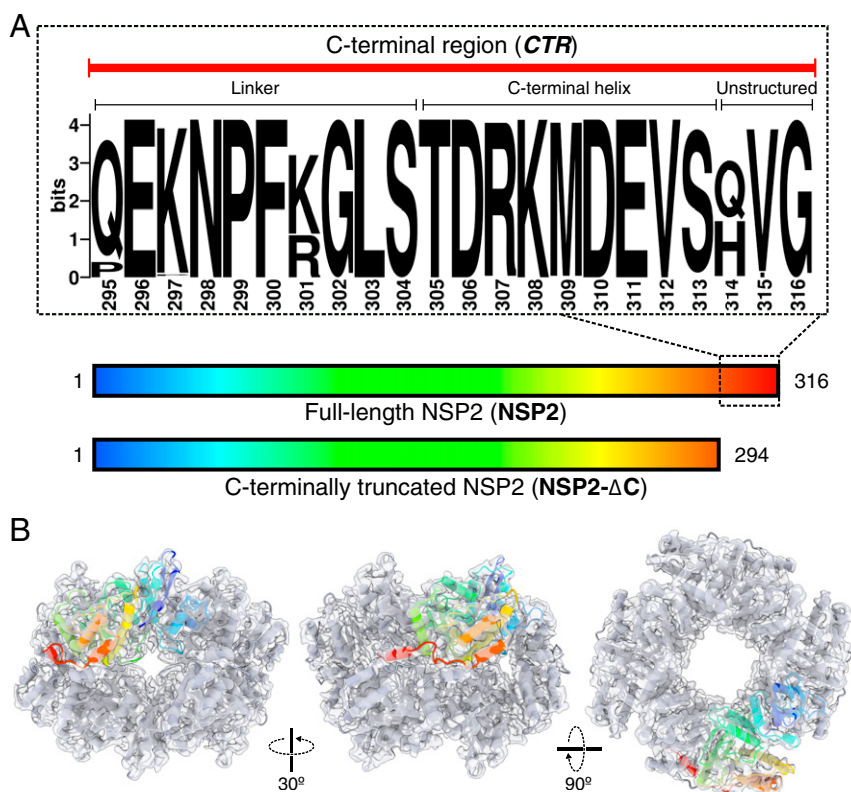 A
C-terminal region (CTR)
Linker C-terminal helix Unstructured
4
3
2
1
0
bits
QEKNPFKGLSTDRKMDEVSQVG
P R H
295 296 297 298 299 300 301 302 303 304 305 306 307 308 309 310 311 312 313 314 315 316
1 316
Full-length NSP2 (NSP2)
1 294
C-terminally truncated NSP2 (NSP2-ΔC)
B
30º 90º